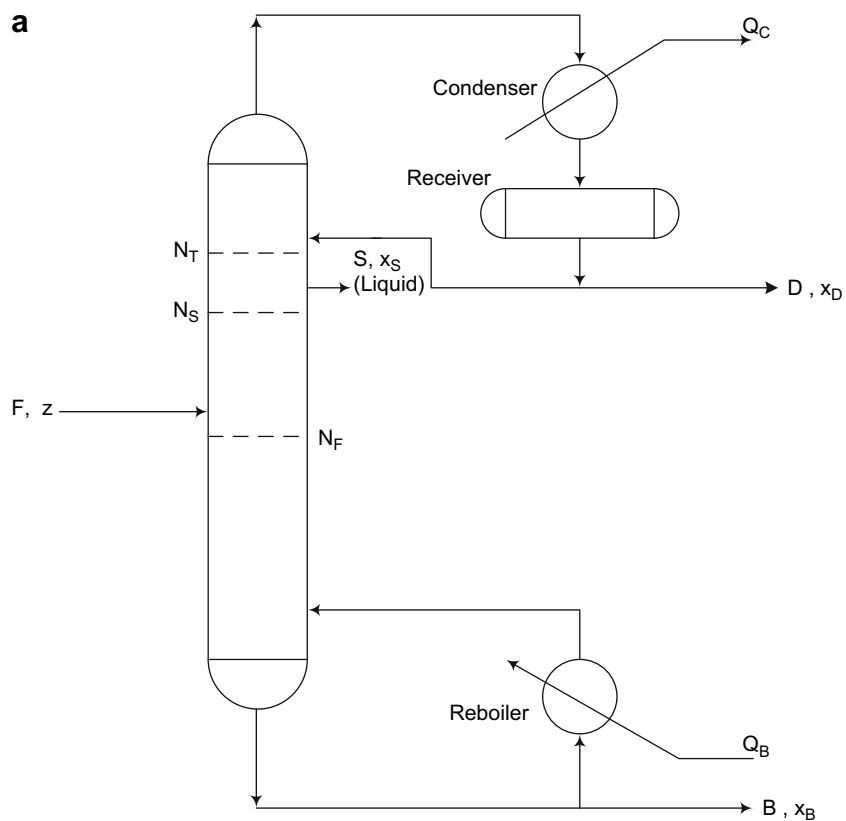 a
Q_C
Condenser
Receiver
N_T
S, x_S
(Liquid)
D , x_D
N_S
F, z
N_F
Reboiler
Q_B
B , x_B